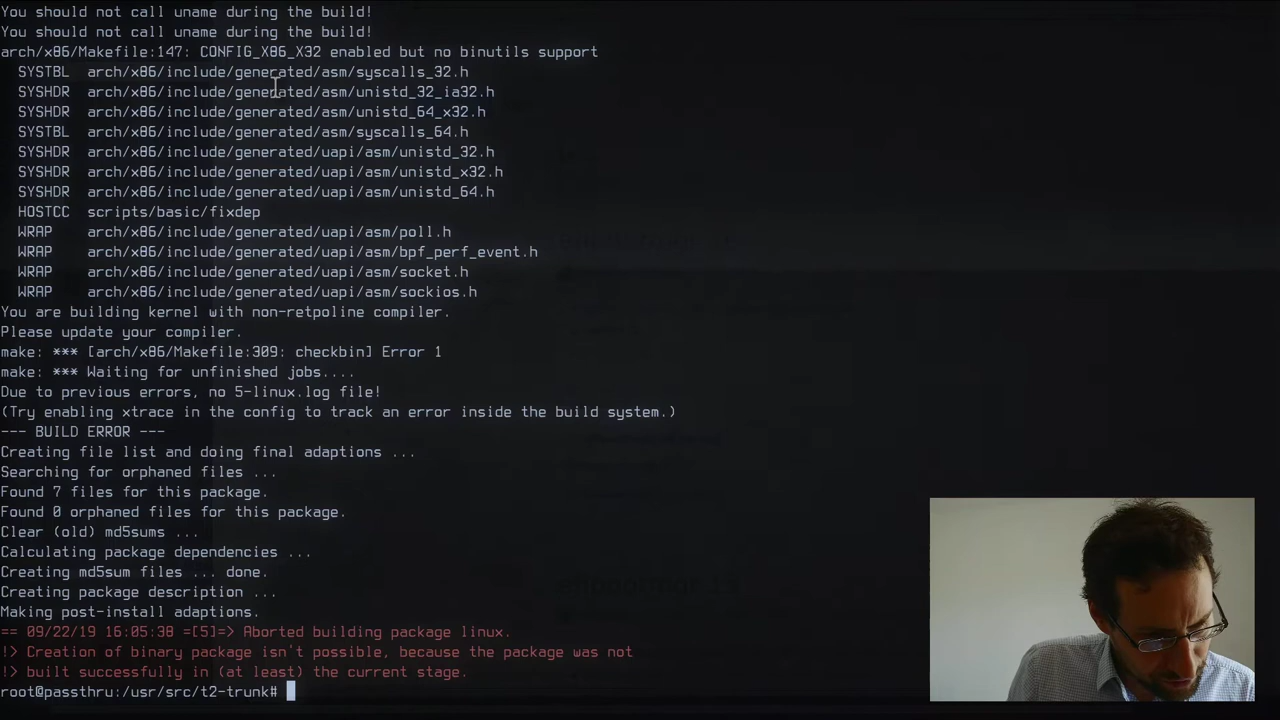 You should not call uname during the build!
You should not call uname during the build!
arch/x86/Makefile:147: CONFIG_X86_X32 enabled but no binutils support
SYSTBL arch/x86/include/generated/asm/syscalls_32.h
SYSHDR arch/x86/include/generated/asm/unistd_32_ia32.h
SYSHDR arch/x86/include/generated/asm/unistd_64_x32.h
SYSTBL arch/x86/include/generated/asm/syscalls_64.h
SYSHDR arch/x86/include/generated/uapi/asm/unistd_32.h
SYSHDR arch/x86/include/generated/uapi/asm/unistd_x32.h
SYSHDR arch/x86/include/generated/uapi/asm/unistd_64.h
HOSTCC scripts/basic/fixdep
WRAP arch/x86/include/generated/uapi/asm/poll.h
WRAP arch/x86/include/generated/uapi/asm/bpf_perf_event.h
WRAP arch/x86/include/generated/uapi/asm/socket.h
WRAP arch/x86/include/generated/uapi/asm/sockios.h
You are building kernel with non-retpoline compiler.
Please update your compiler.
make: *** [arch/x86/Makefile:309: checkbin] Error 1
make: *** Waiting for unfinished jobs....
Due to previous errors, no 5-linux.log file!
(Try enabling xtrace in the config to track an error inside the build system.)
--- BUILD ERROR ---
Creating file list and doing final adaptions ...
Searching for orphaned files ...
Found 7 files for this package.
Found 0 orphaned files for this package.
Clear (old) md5sums ...
Calculating package dependencies ...
Creating md5sum files ... done.
Creating package description ...
Making post-install adaptions.
== 09/22/19 16:05:38 =[5]=> Aborted building package linux.
!> Creation of binary package isn't possible, because the package was not
!> built successfully in (at least) the current stage.
root@passthru:/usr/src/t2-trunk#